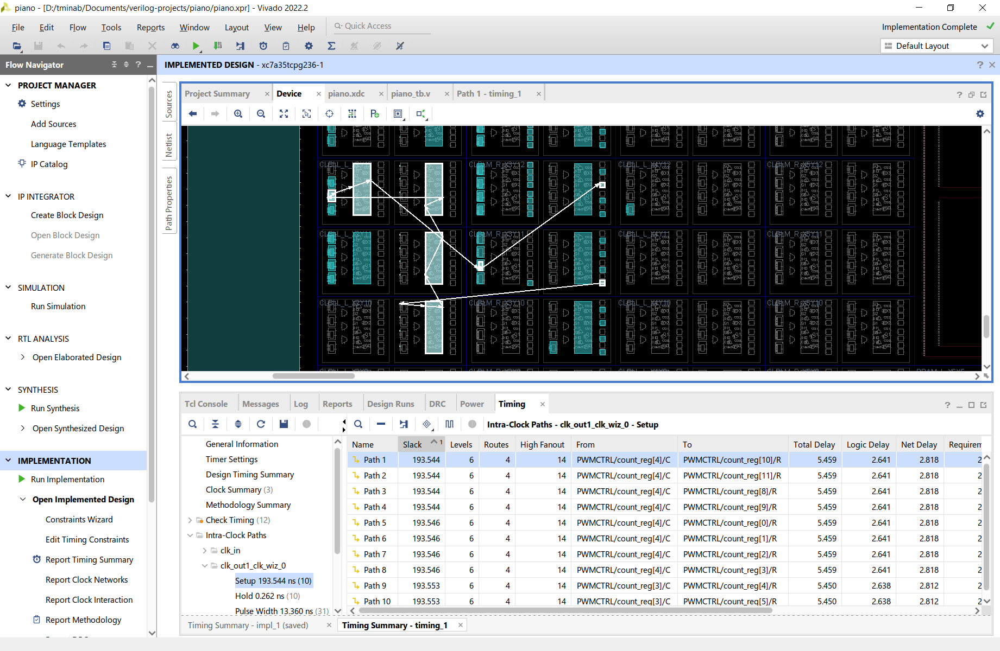 piano - [D:/tminab/Documents/verilog-projects/piano/piano.xpr] - Vivado 2022.2
File Edit Flow Tools Reports Window Layout View Help Quick Access
Implementation Complete
Default Layout
Flow Navigator
IMPLEMENTED DESIGN - xc7a35tcpg236-1
PROJECT MANAGER
Settings
Add Sources
Language Templates
IP Catalog
IP INTEGRATOR
Create Block Design
Open Block Design
Generate Block Design
SIMULATION
Run Simulation
RTL ANALYSIS
Open Elaborated Design
SYNTHESIS
Run Synthesis
Open Synthesized Design
IMPLEMENTATION
Run Implementation
Open Implemented Design
Constraints Wizard
Edit Timing Constraints
Report Timing Summary
Report Clock Networks
Report Clock Interaction
Report Methodology
Sources
Netlist
Path Properties
Project Summary Device piano.xdc piano_tb.v Path 1 - timing_1
CLBLM_R_X3Y12 CLBLL_L_X4Y12 CLBLM_R_X5Y12
CLBLL_L_X2Y11 CLBLM_R_X3Y11 CLBLL_L_X4Y11 CLBLM_R_X5Y11
CLBLL_L_X2Y10 CLBLM_R_X3Y10 CLBLL_L_X4Y10 CLBLM_R_X5Y10
Tcl Console Messages Log Reports Design Runs DRC Power Timing
Intra-Clock Paths - clk_out1_clk_wiz_0 - Setup
General Information
Timer Settings
Design Timing Summary
Clock Summary (3)
Methodology Summary
Check Timing (12)
Intra-Clock Paths
clk_in
clk_out1_clk_wiz_0
Setup 193.544 ns (10)
Hold 0.262 ns (10)
Pulse Width 13.360 ns (31)
Name Slack 1 Levels Routes High Fanout From To Total Delay Logic Delay Net Delay Requirem
Path 1 193.544 6 4 14 PWMCTRL/count_reg[4]/C PWMCTRL/count_reg[10]/R 5.459 2.641 2.818 2
Path 2 193.544 6 4 14 PWMCTRL/count_reg[4]/C PWMCTRL/count_reg[11]/R 5.459 2.641 2.818 2
Path 3 193.544 6 4 14 PWMCTRL/count_reg[4]/C PWMCTRL/count_reg[8]/R 5.459 2.641 2.818 2
Path 4 193.544 6 4 14 PWMCTRL/count_reg[4]/C PWMCTRL/count_reg[9]/R 5.459 2.641 2.818 2
Path 5 193.546 6 4 14 PWMCTRL/count_reg[4]/C PWMCTRL/count_reg[0]/R 5.459 2.641 2.818 2
Path 6 193.546 6 4 14 PWMCTRL/count_reg[4]/C PWMCTRL/count_reg[1]/R 5.459 2.641 2.818 2
Path 7 193.546 6 4 14 PWMCTRL/count_reg[4]/C PWMCTRL/count_reg[2]/R 5.459 2.641 2.818 2
Path 8 193.546 6 4 14 PWMCTRL/count_reg[4]/C PWMCTRL/count_reg[3]/R 5.459 2.641 2.818 2
Path 9 193.553 6 4 14 PWMCTRL/count_reg[3]/C PWMCTRL/count_reg[4]/R 5.450 2.638 2.812 2
Path 10 193.553 6 4 14 PWMCTRL/count_reg[3]/C PWMCTRL/count_reg[5]/R 5.450 2.638 2.812 2
Timing Summary - impl_1 (saved) Timing Summary - timing_1